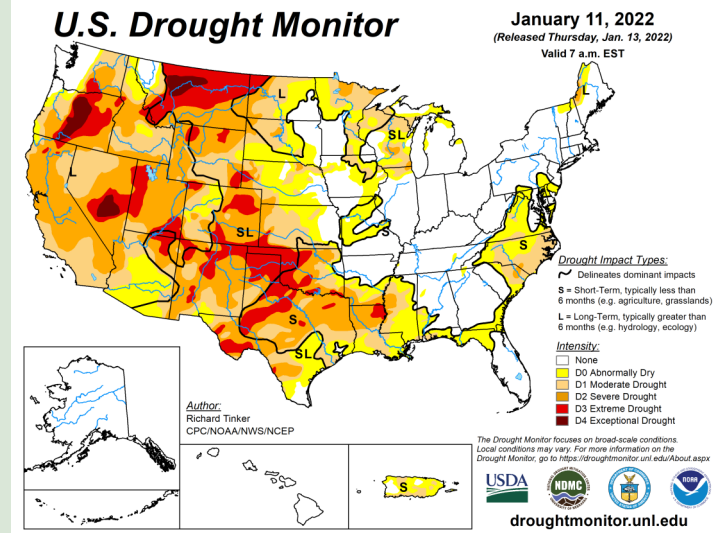 U.S. Drought Monitor
January 11, 2022
(Released Thursday, Jan. 13, 2022)
Valid 7 a.m. EST
L
SL
L
L
SL
S
S
S
SL
S
Drought Impact Types:
Delineates dominant impacts
S = Short-Term, typically less than
6 months (e.g. agriculture, grasslands)
L = Long-Term, typically greater than
6 months (e.g. hydrology, ecology)
Intensity:
None
D0 Abnormally Dry
D1 Moderate Drought
D2 Severe Drought
D3 Extreme Drought
D4 Exceptional Drought
Author:
Richard Tinker
CPC/NOAA/NWS/NCEP
The Drought Monitor focuses on broad-scale conditions.
Local conditions may vary. For more information on the
Drought Monitor, go to https://droughtmonitor.unl.edu/About.aspx
USDA
NDMC
NOAA
droughtmonitor.unl.edu